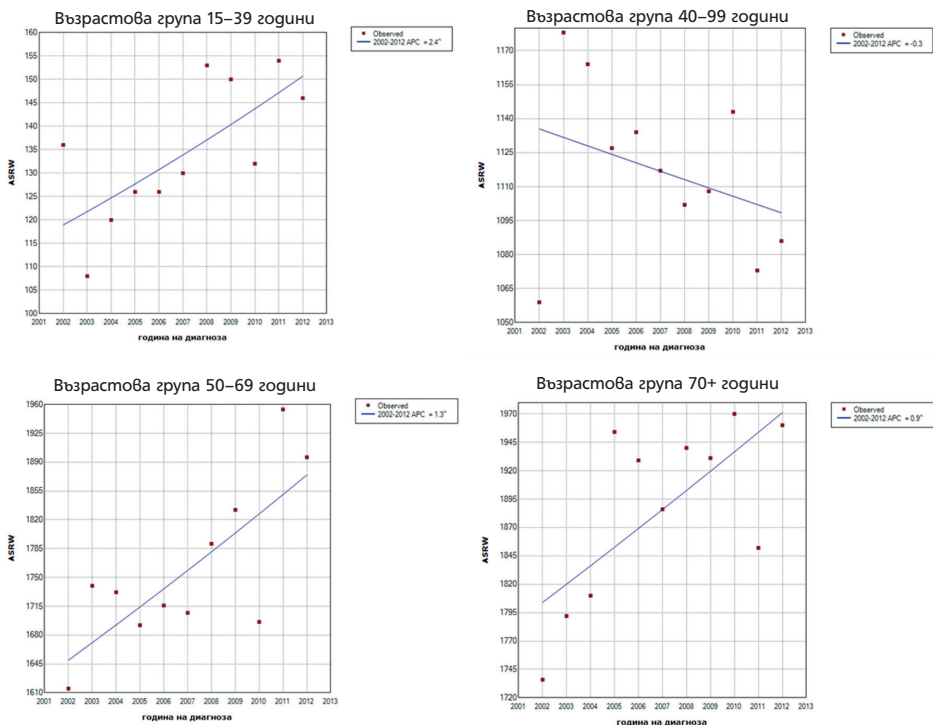 Възрастова група 15–39 години
Observed
2002-2012 APC = 2.4^
160
155
150
145
140
135
130
125
120
115
110
105
100
ASRW
2001 2002 2003 2004 2005 2006 2007 2008 2009 2010 2011 2012 2013
година на диагноза
Възрастова група 40–99 години
Observed
2002-2012 APC = -0.3
1170
1155
1140
1125
1110
1095
1080
1065
1050
ASRW
2001 2002 2003 2004 2005 2006 2007 2008 2009 2010 2011 2012 2013
година на диагноза
Възрастова група 50–69 години
Observed
2002-2012 APC = 1.3^
1960
1925
1890
1855
1820
1785
1750
1715
1680
1645
1610
ASRW
2001 2002 2003 2004 2005 2006 2007 2008 2009 2010 2011 2012 2013
година на диагноза
Възрастова група 70+ години
Observed
2002-2012 APC = 0.9^
1970
1945
1920
1895
1870
1845
1820
1795
1770
1745
1720
ASRW
2001 2002 2003 2004 2005 2006 2007 2008 2009 2010 2011 2012 2013
година на диагноза